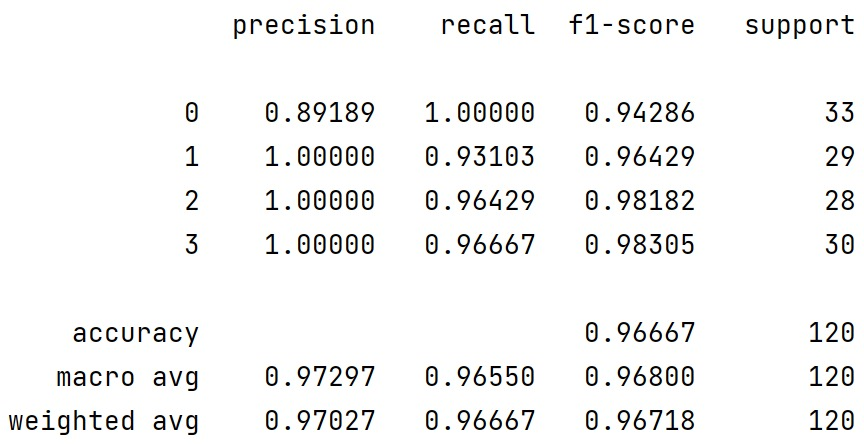 precision recall f1-score support
0 0.89189 1.00000 0.94286 33
1 1.00000 0.93103 0.96429 29
2 1.00000 0.96429 0.98182 28
3 1.00000 0.96667 0.98305 30
accuracy 0.96667 120
macro avg 0.97297 0.96550 0.96800 120
weighted avg 0.97027 0.96667 0.96718 120